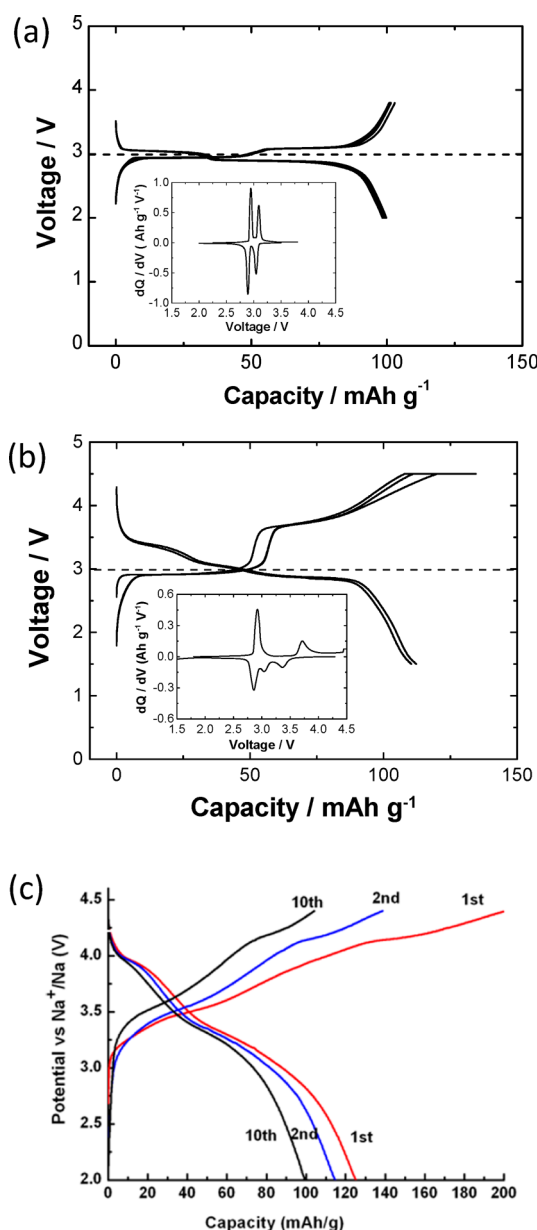 (a)
5
4
3
2
1
0
Voltage / V
1.0
0.5
0.0
-0.5
-1.0
dQ / dV ( Ah g-1 V-1)
1.5 2.0 2.5 3.0 3.5 4.0 4.5
Voltage / V
0 50 100 150
Capacity / mAh g-1
(b)
5
4
3
2
1
0
Voltage / V
0.6
0.3
0.0
-0.3
-0.6
dQ / dV (Ah g-1 V-1)
1.5 2.0 2.5 3.0 3.5 4.0 4.5
Voltage / V
0 50 100 150
Capacity / mAh g-1
(c)
4.5
4.0
3.5
3.0
2.5
2.0
Potential vs Na+/Na (V)
10th 2nd 1st
10th 2nd 1st
0 20 40 60 80 100 120 140 160 180 200
Capacity (mAh/g)